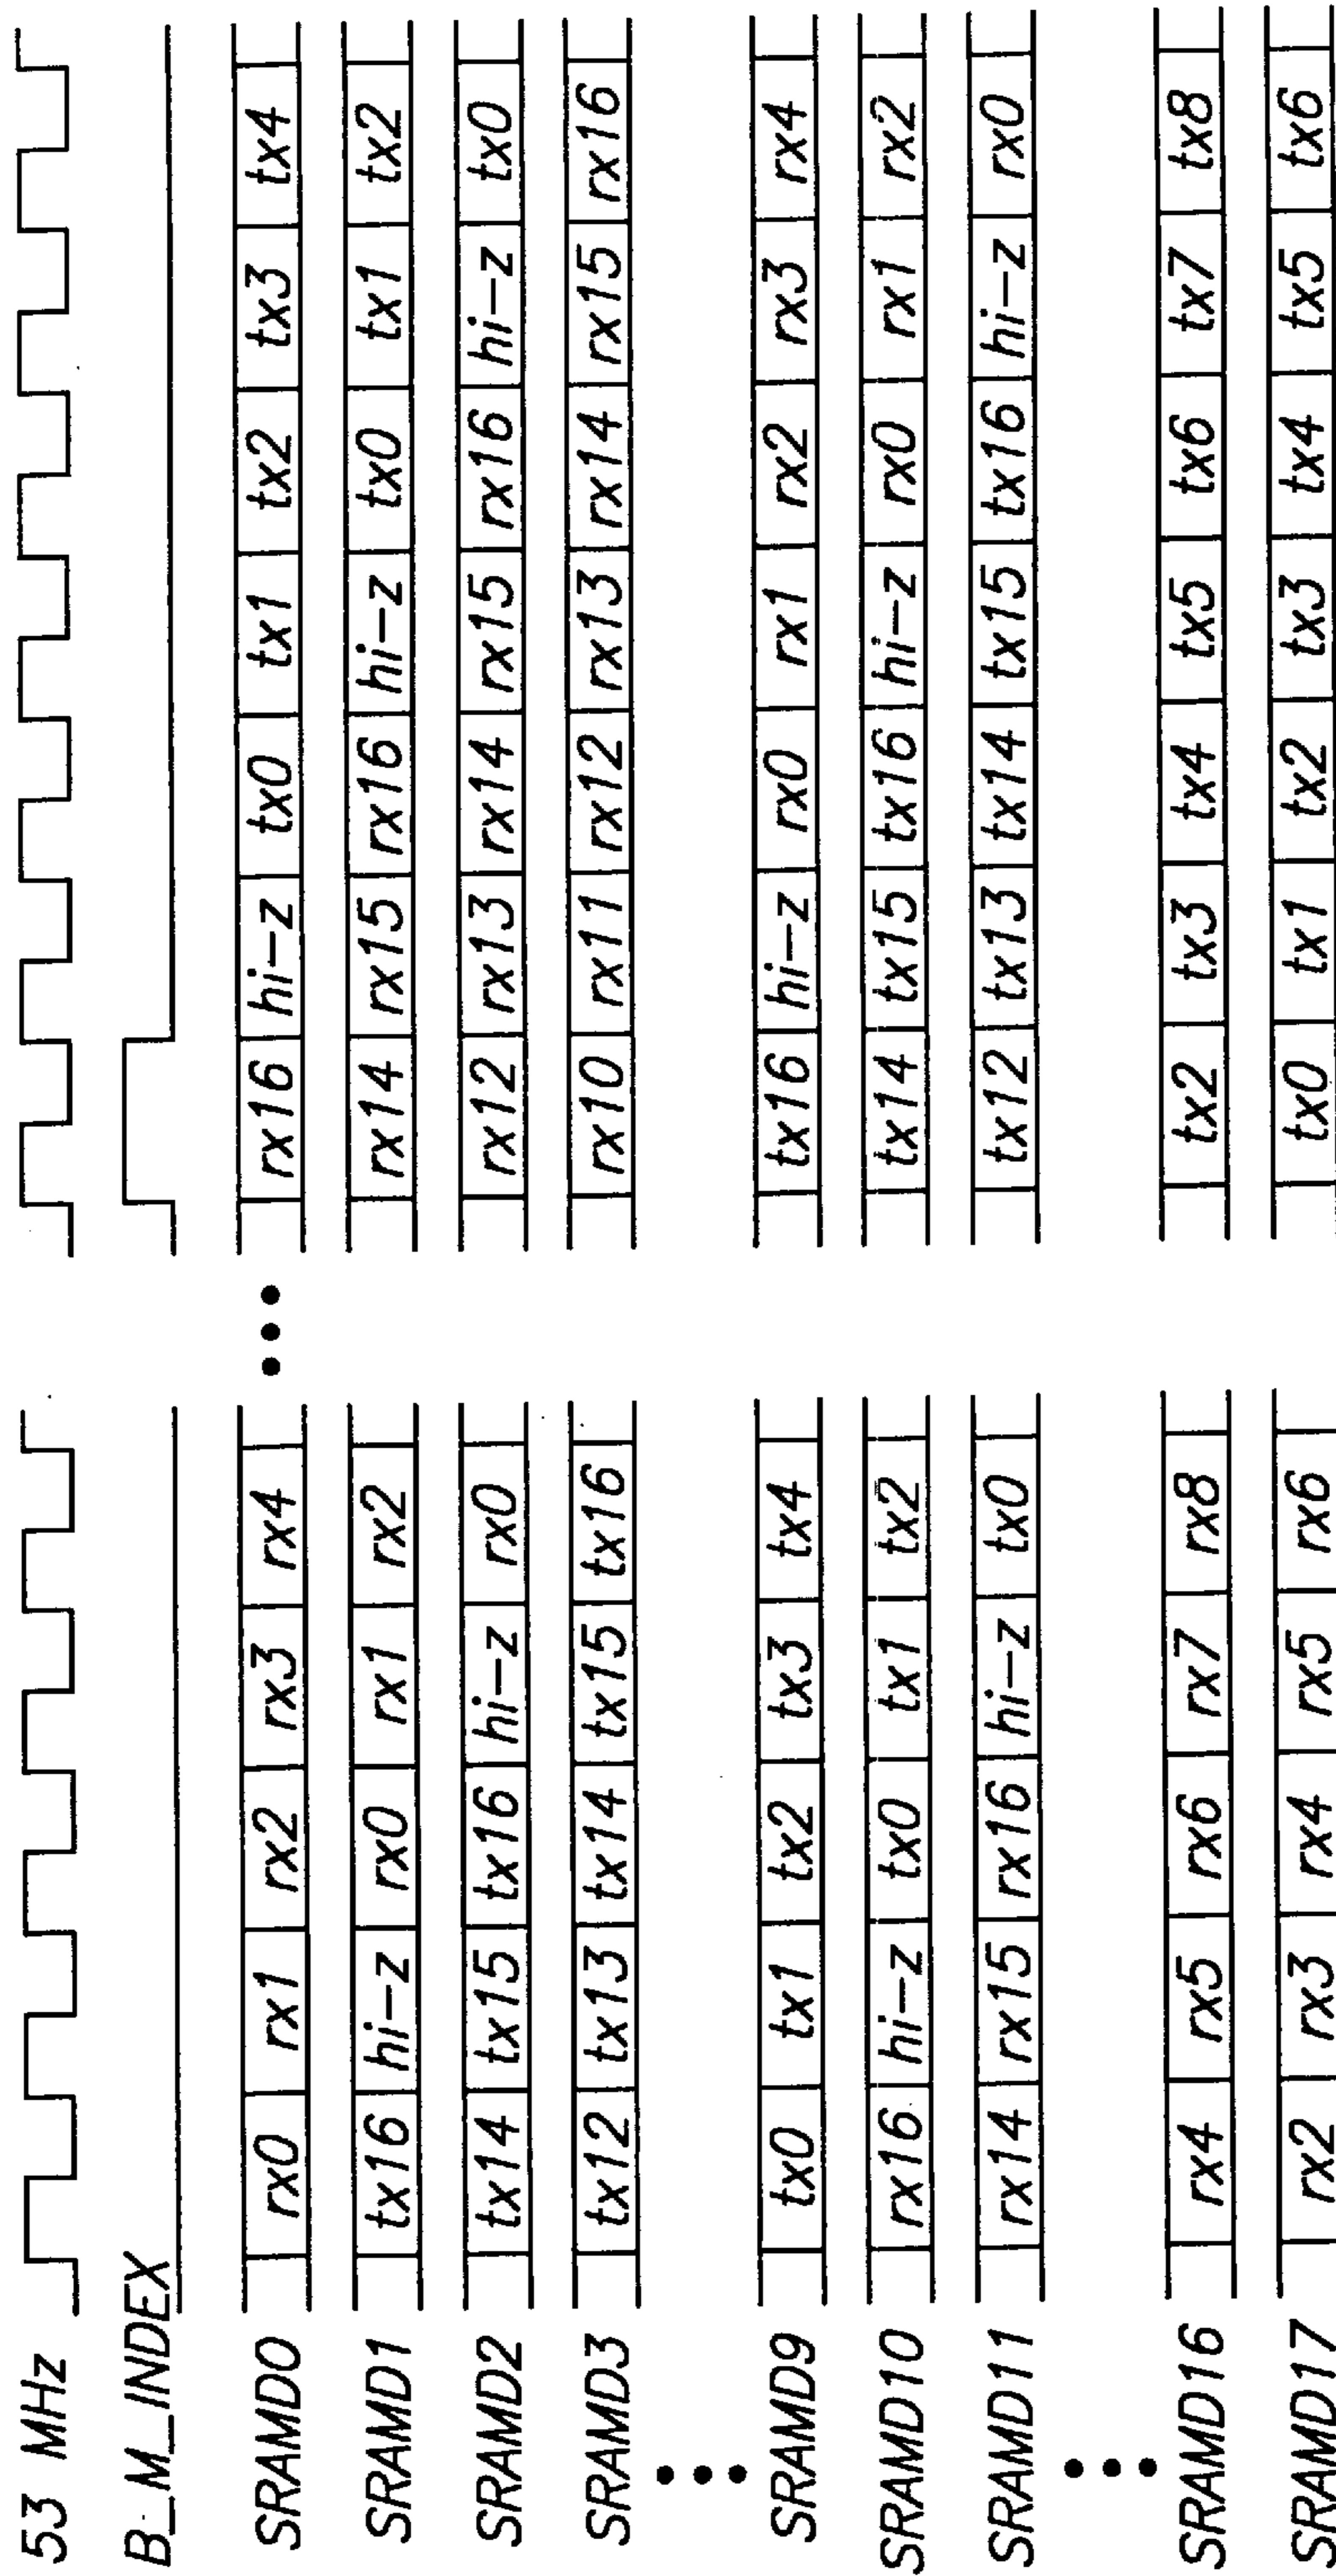 53 MHz
B_M_INDEX
SRAMD0 rx0 rx1 rx2 rx3 rx4 rx16 hi-z tx0 tx1 tx2 tx3 tx4
SRAMD1 tx16 hi-z rx0 rx1 rx2 rx14 rx15 rx16 hi-z tx0 tx1 tx2
SRAMD2 tx14 tx15 tx16 hi-z rx0 rx12 rx13 rx14 rx15 rx16 hi-z tx0
SRAMD3 tx12 tx13 tx14 tx15 tx16 rx10 rx11 rx12 rx13 rx14 rx15 rx16
SRAMD9 tx0 tx1 tx2 tx3 tx4 tx16 hi-z rx0 rx1 rx2 rx3 rx4
SRAMD10 rx16 hi-z tx0 tx1 tx2 tx14 tx15 tx16 hi-z rx0 rx1 rx2
SRAMD11 rx14 rx15 rx16 hi-z tx0 tx12 tx13 tx14 tx15 tx16 hi-z rx0
SRAMD16 rx4 rx5 rx6 rx7 rx8 tx2 tx3 tx4 tx5 tx6 tx7 tx8
SRAMD17 rx2 rx3 rx4 rx5 rx6 tx0 tx1 tx2 tx3 tx4 tx5 tx6